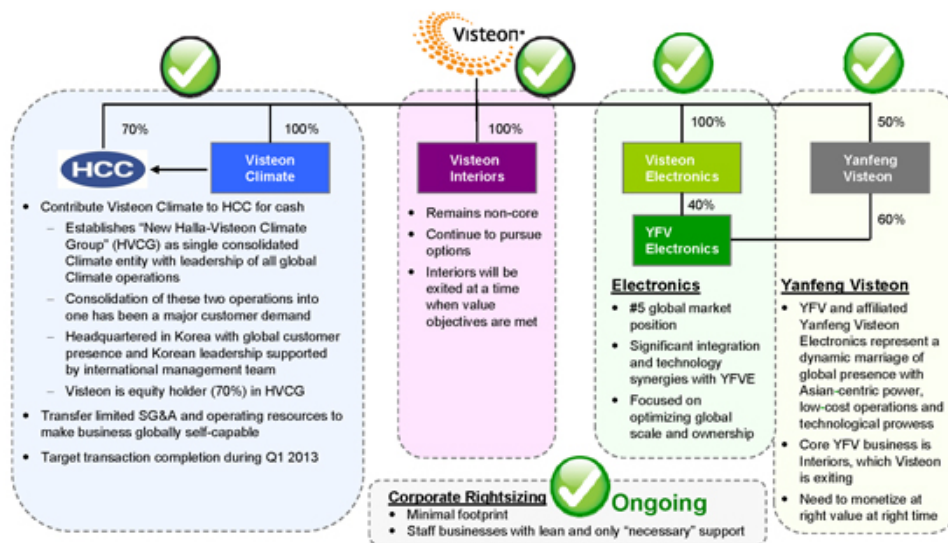 Visteon
70%
100%
100%
100%
50%
HCC
Visteon
Climate
Visteon
Interiors
Visteon
Electronics
Yanfeng
Visteon
40%
60%
YFV
Electronics
• Contribute Visteon Climate to HCC for cash
– Establishes “New Halla-Visteon Climate
Group” (HVCG) as single consolidated
Climate entity with leadership of all global
Climate operations
– Consolidation of these two operations into
one has been a major customer demand
– Headquartered in Korea with global customer
presence and Korean leadership supported
by international management team
– Visteon is equity holder (70%) in HVCG
• Transfer limited SG&A and operating resources to
make business globally self-capable
• Target transaction completion during Q1 2013
• Remains non-core
• Continue to pursue
options
• Interiors will be
exited at a time
when value
objectives are met
Electronics
• #5 global market
position
• Significant integration
and technology
synergies with YFVE
• Focused on
optimizing global
scale and ownership
Yanfeng Visteon
• YFV and affiliated
Yanfeng Visteon
Electronics represent a
dynamic marriage of
global presence with
Asian-centric power,
low-cost operations and
technological prowess
• Core YFV business is
Interiors, which Visteon
is exiting
• Need to monetize at
right value at right time
Corporate Rightsizing
Ongoing
• Minimal footprint
• Staff businesses with lean and only “necessary” support